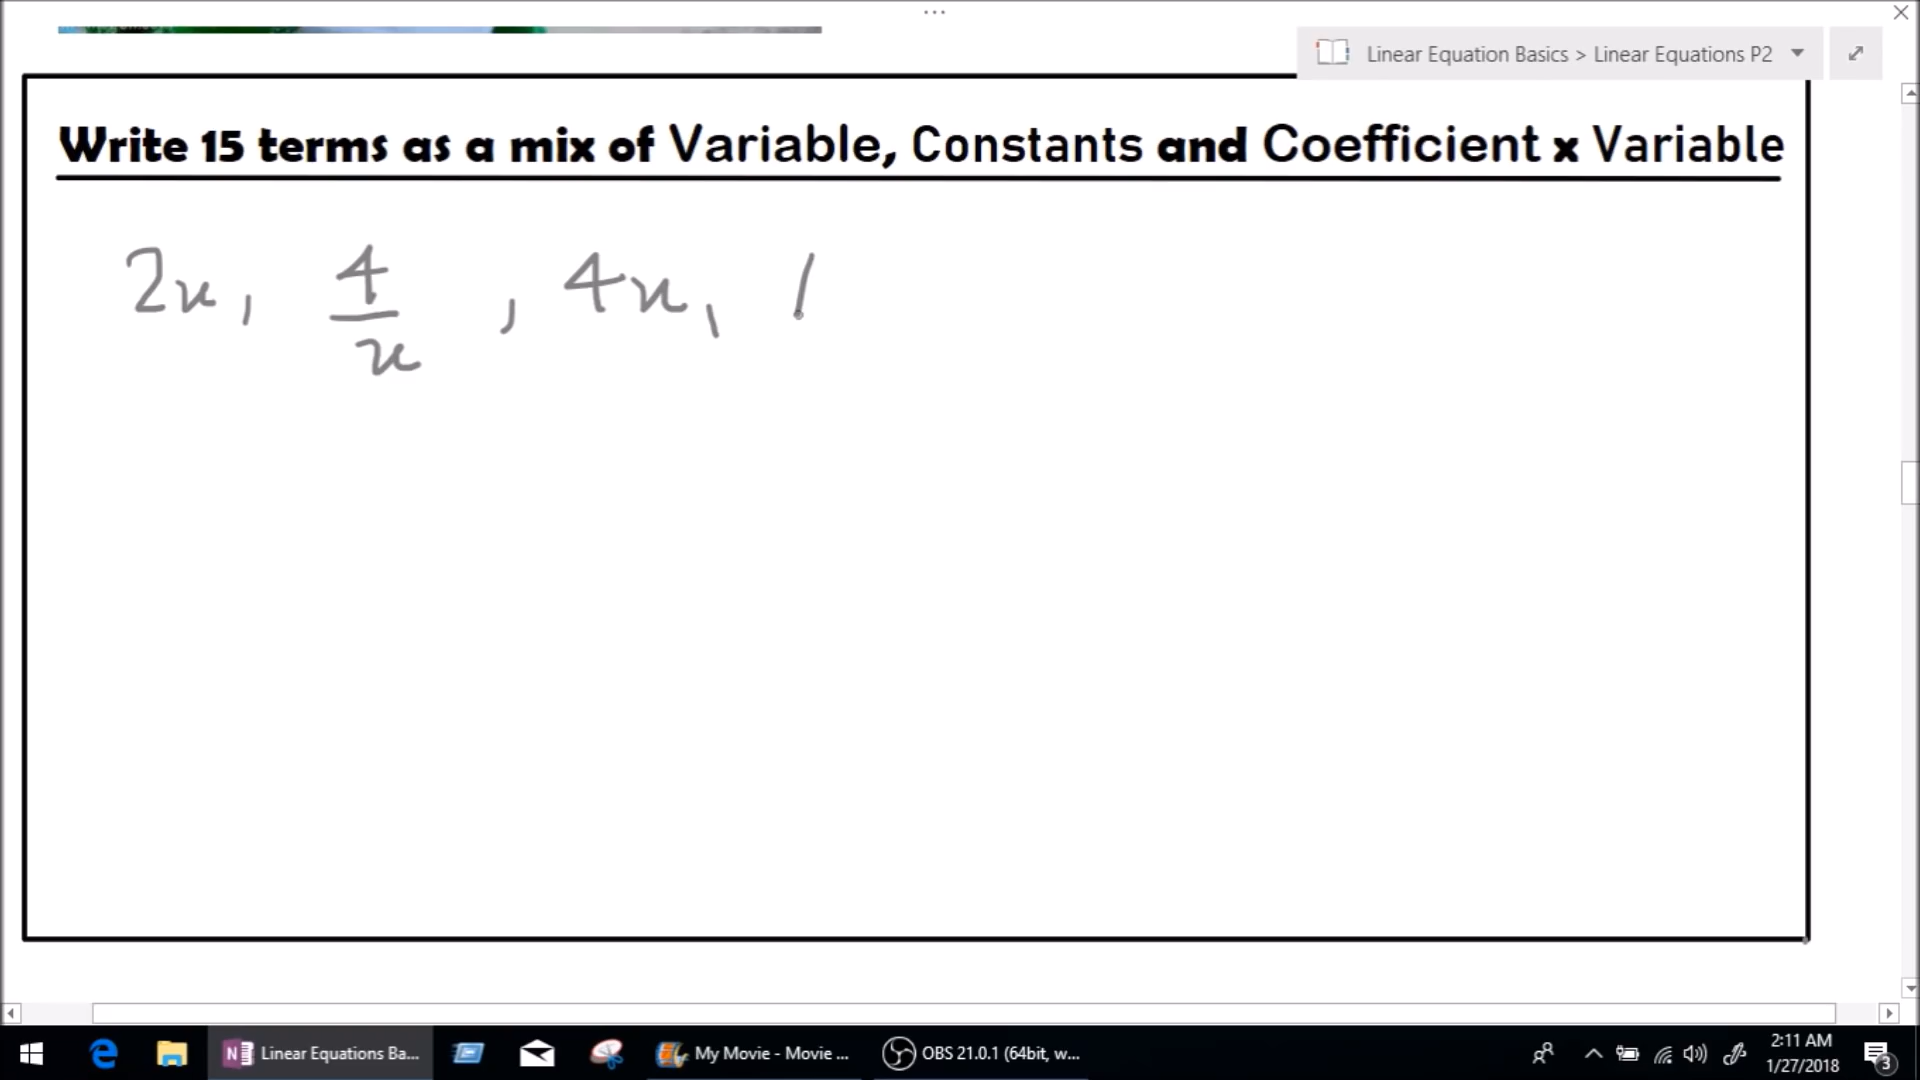 Linear Equation Basics > Linear Equations P2
Write 15 terms as a mix of Variable, Constants and Coefficient x Variable
2x, 4/x , 4x,
Linear Equations Ba...
My Movie - Movie ...
OBS 21.0.1 (64bit, w...
2:11 AM
1/27/2018
3